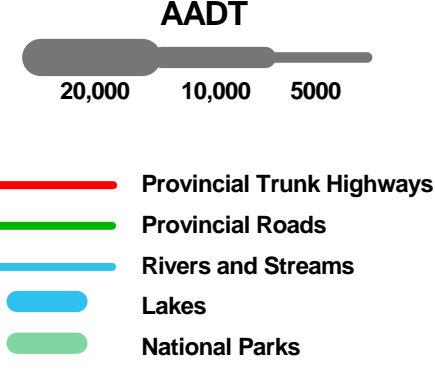 AADT
20,000 10,000 5000
Provincial Trunk Highways
Provincial Roads
Rivers and Streams
Lakes
National Parks